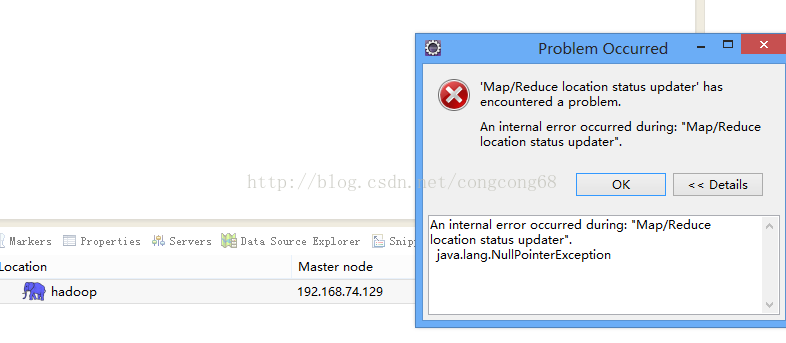 Problem Occurred
'Map/Reduce location status updater' has
encountered a problem.
An internal error occurred during: "Map/Reduce
location status updater".
http://blog.csdn.net/congcong68
OK
<< Details
An internal error occurred during: "Map/Reduce
location status updater".
java.lang.NullPointerException
Markers Properties Servers Data Source Explorer Snipp
Location Master node
hadoop 192.168.74.129